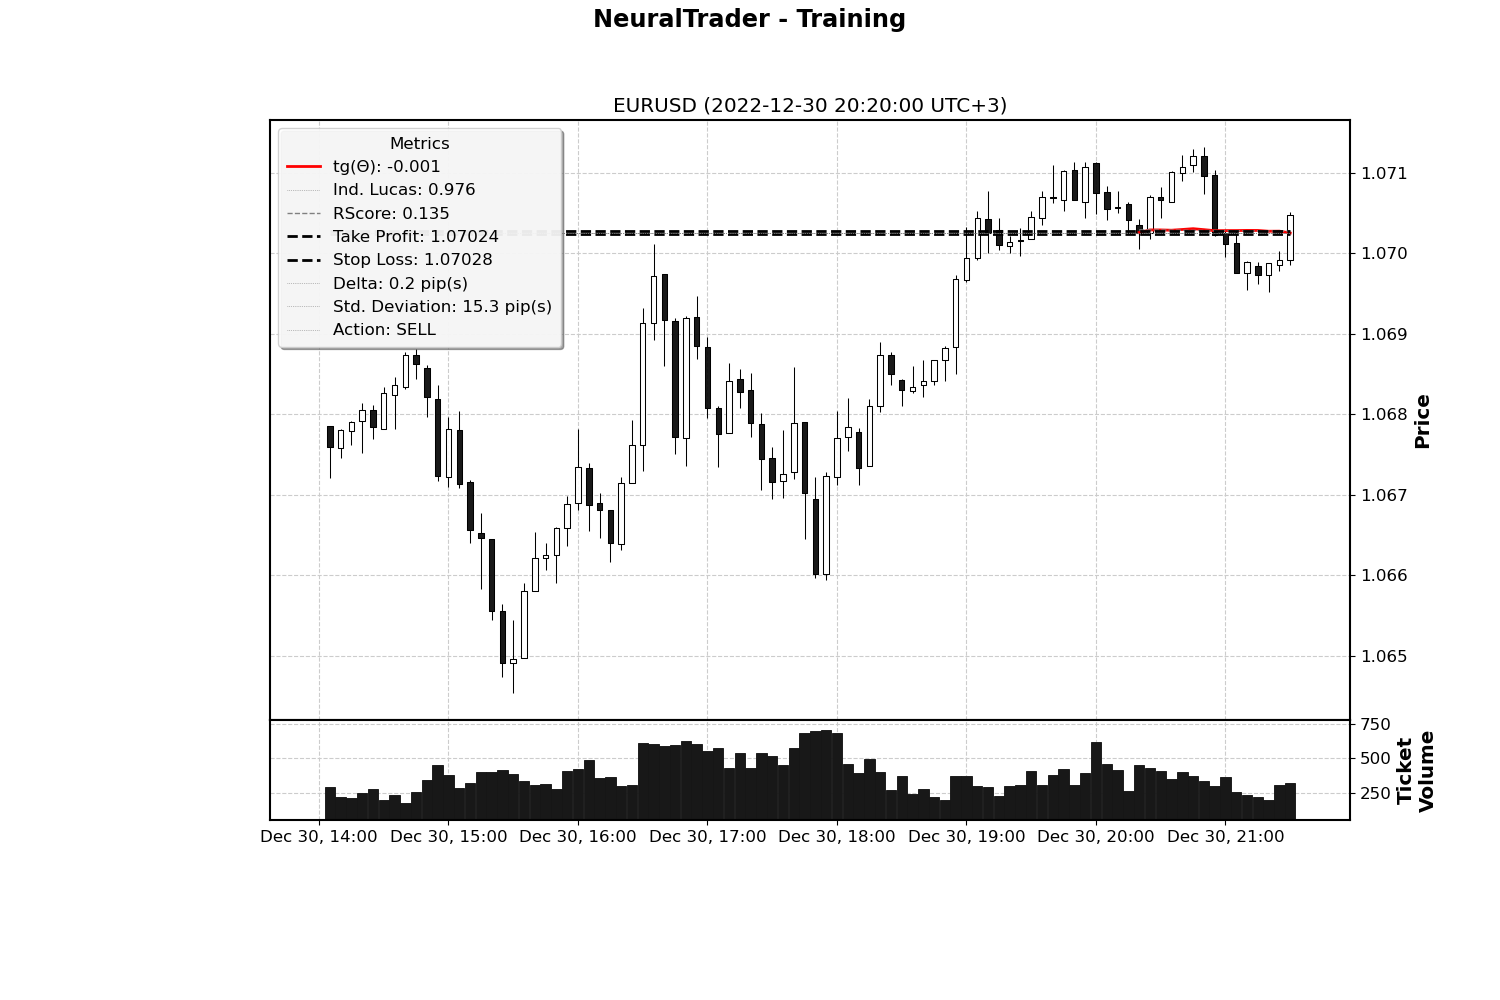 NeuralTrader - Training
EURUSD (2022-12-30 20:20:00 UTC+3)
Metrics
tg(Θ): -0.001
Ind. Lucas: 0.976
RScore: 0.135
Take Profit: 1.07024
Stop Loss: 1.07028
Delta: 0.2 pip(s)
Std. Deviation: 15.3 pip(s)
Action: SELL
1.071
1.070
1.069
1.068
1.067
1.066
1.065
Price
750
500
250
Ticket
Volume
Dec 30, 14:00 Dec 30, 15:00 Dec 30, 16:00 Dec 30, 17:00 Dec 30, 18:00 Dec 30, 19:00 Dec 30, 20:00 Dec 30, 21:00